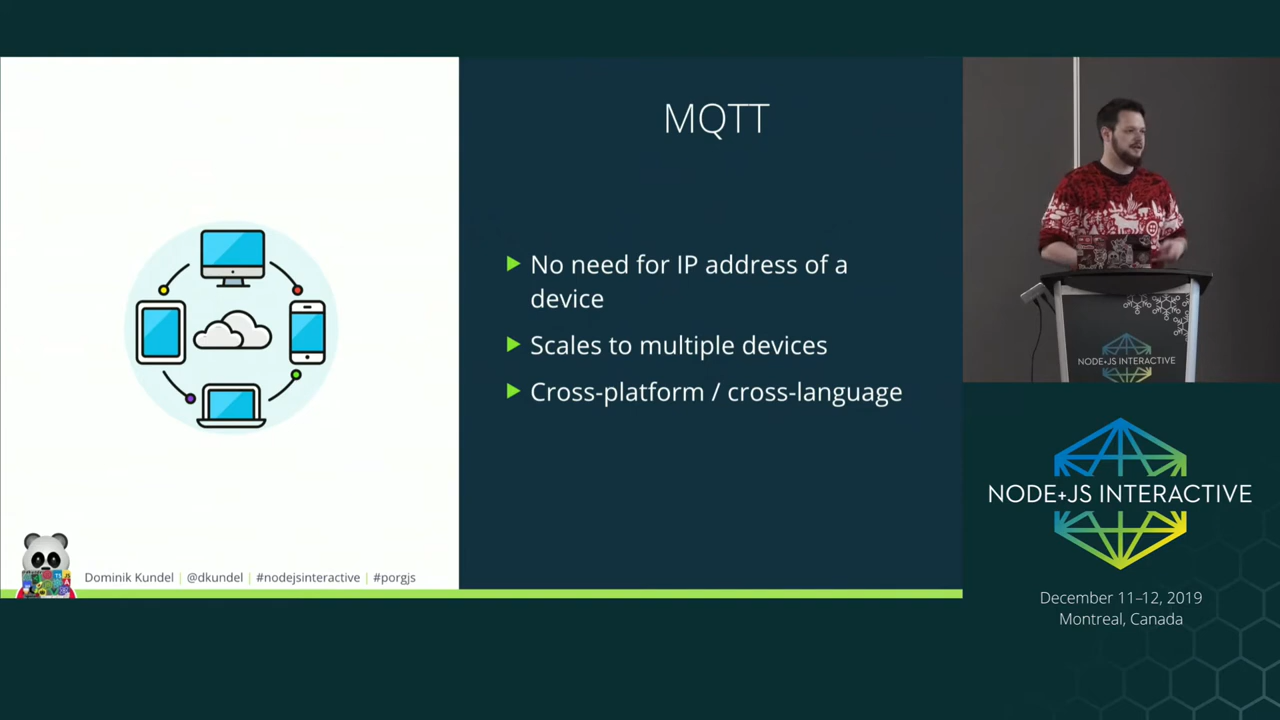 MQTT
No need for IP address of a
device
Scales to multiple devices
Cross-platform / cross-language
Dominik Kundel | @dkundel | #nodejsinteractive | #porgjs
NODE+JS INTERACTIVE
NODE+JS INTERACTIVE
December 11–12, 2019
Montreal, Canada